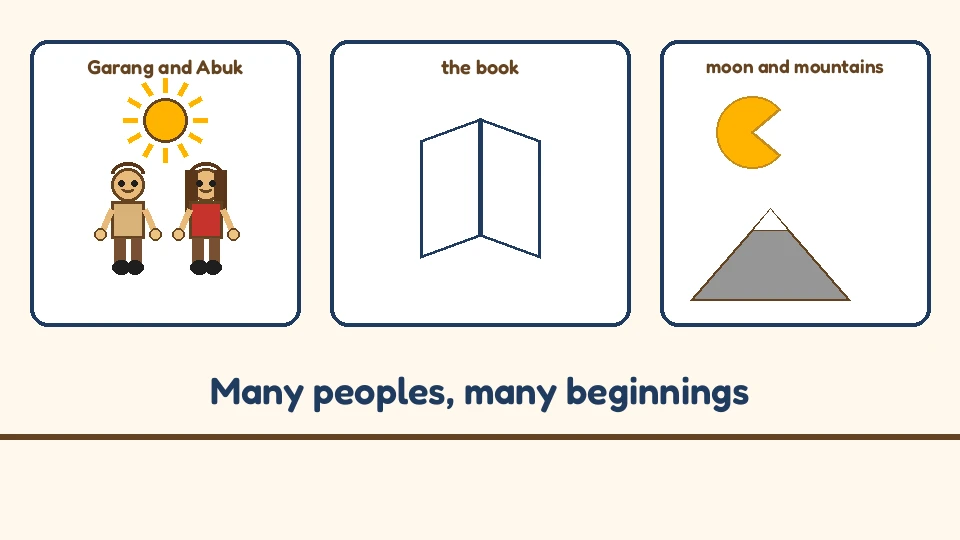 Garang and Abuk
the book
moon and mountains
Many peoples, many beginnings